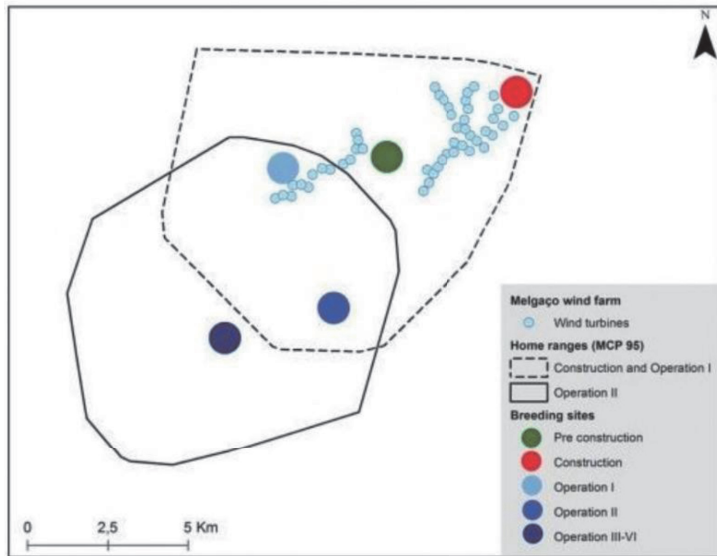 N
Melgaço wind farm
Wind turbines
Home ranges (MCP 95)
Construction and Operation I
Operation II
Breeding sites
Pre construction
Construction
Operation I
Operation II
Operation III-VI
0 2,5 5 Km